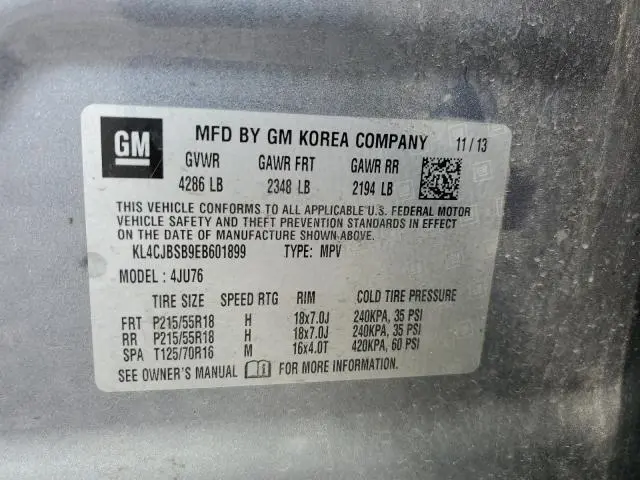 GM
MFD BY GM KOREA COMPANY 11 / 13
GVWR GAWR FRT GAWR RR
4286 LB 2348 LB 2194 LB
THIS VEHICLE CONFORMS TO ALL APPLICABLE U.S. FEDERAL MOTOR
VEHICLE SAFETY AND THEFT PREVENTION STANDARDS IN EFFECT
ON THE DATE OF MANUFACTURE SHOWN ABOVE.
KL4CJBSB9EB601899 TYPE: MPV
MODEL : 4JU76
TIRE SIZE SPEED RTG RIM COLD TIRE PRESSURE
FRT P215/55R18 H 18x7.0J 240KPA, 35 PSI
RR P215/55R18 H 18x7.0J 240KPA, 35 PSI
SPA T125/70R16 M 16x4.0T 420KPA, 60 PSI
SEE OWNER'S MANUAL FOR MORE INFORMATION